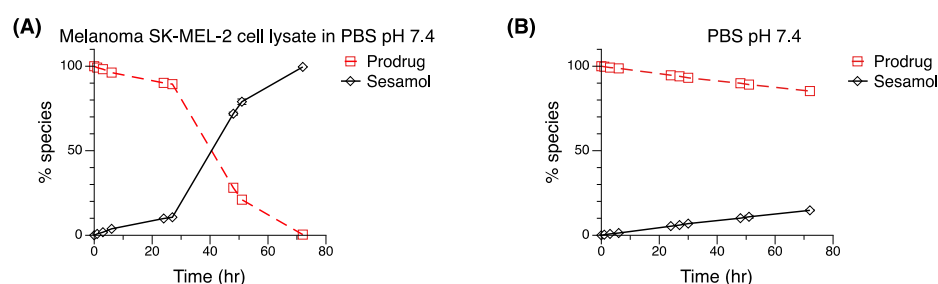 (A)
Melanoma SK-MEL-2 cell lysate in PBS pH 7.4
Prodrug
Sesamol
% species
100
50
0
0 20 40 60 80
Time (hr)
(B)
PBS pH 7.4
Prodrug
Sesamol
% species
100
50
0
0 20 40 60 80
Time (hr)